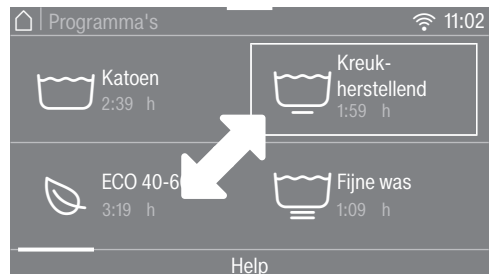 Programma's
11:02
Katoen
2:39 h
Kreuk-
herstellend
1:59 h
ECO 40-6
3:19 h
Fijne was
1:09 h
Help